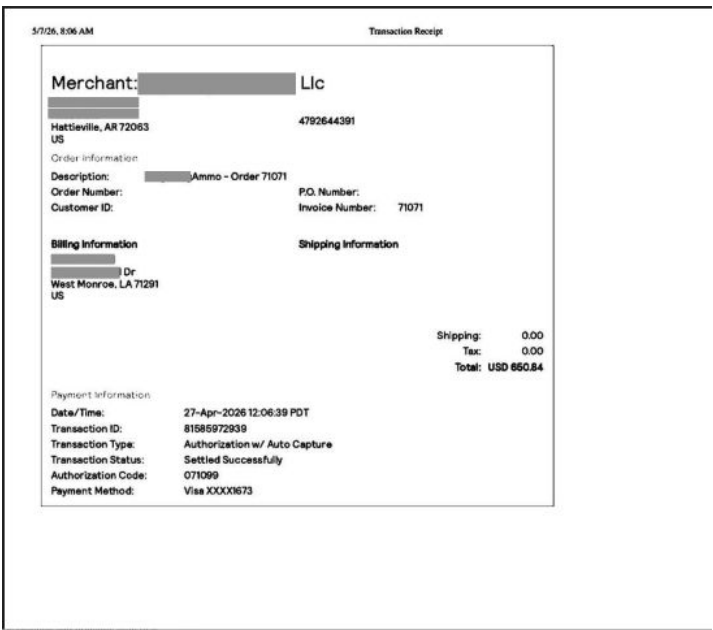 5/7/26, 8:06 AM Transaction Receipt
Merchant: Llc
Hattieville, AR 72063 4792644391
US
Order Information
Description: Ammo - Order 71071
Order Number: P.O. Number:
Customer ID: Invoice Number: 71071
Billing Information Shipping Information
Dr
West Monroe, LA 71291
US
Shipping: 0.00
Tax: 0.00
Total: USD 650.84
Payment Information
Date/Time: 27-Apr-2026 12:06:39 PDT
Transaction ID: 81585972939
Transaction Type: Authorization w/ Auto Capture
Transaction Status: Settled Successfully
Authorization Code: 071099
Payment Method: Visa XXXX1673